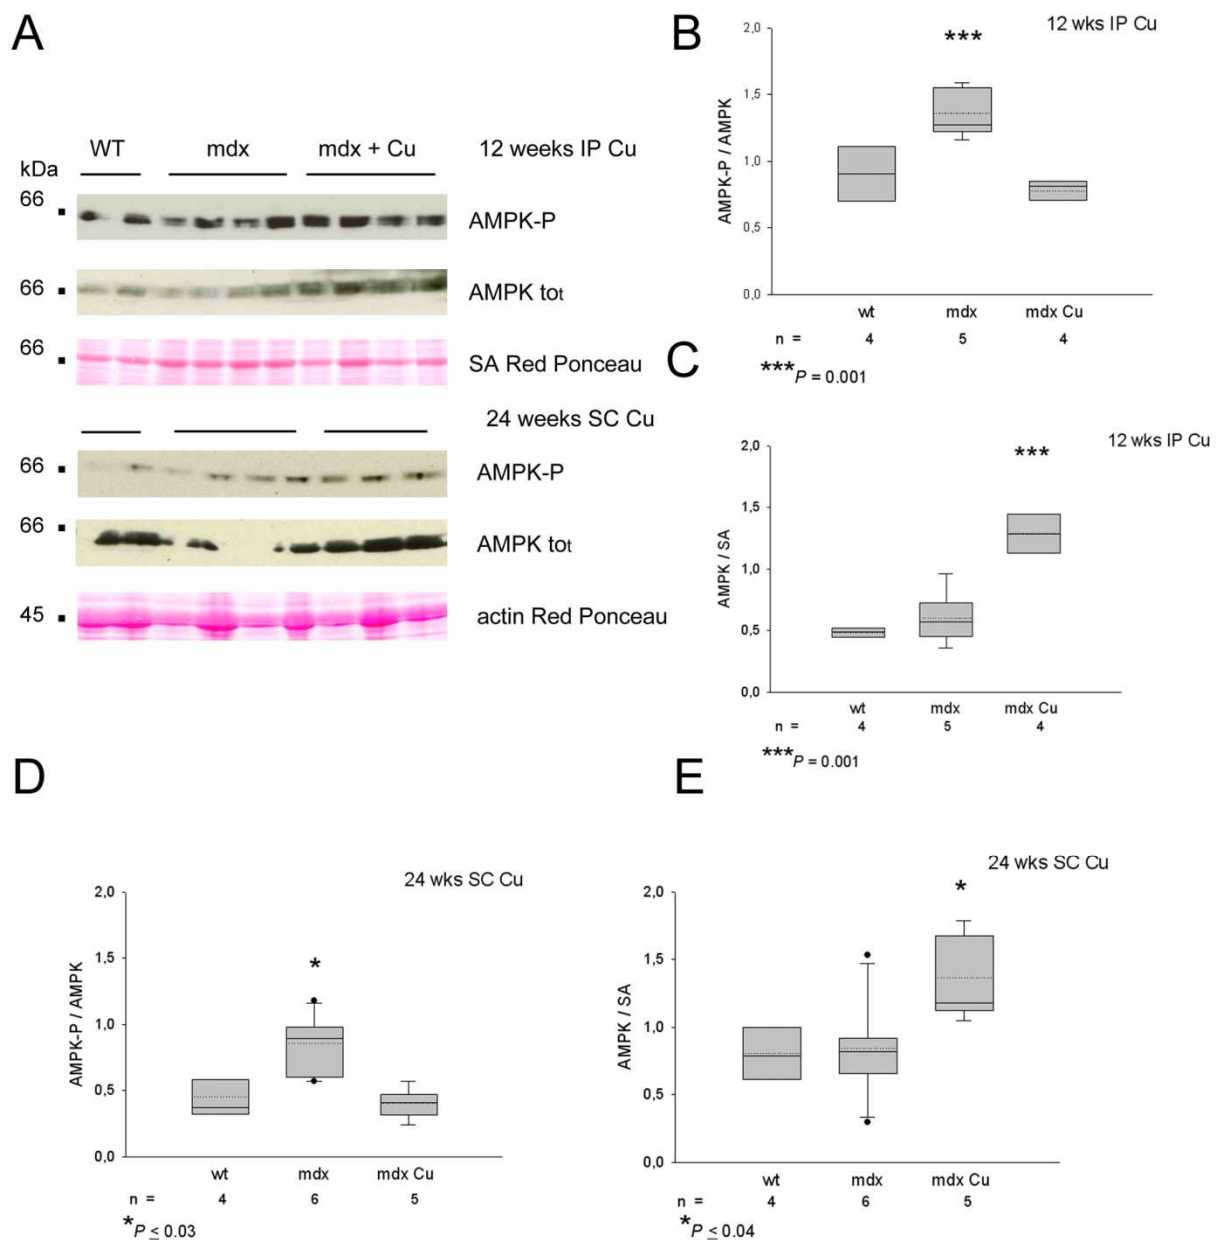 A
WT mdx mdx + Cu 12 weeks IP Cu
kDa
66
AMPK-P
66
AMPK tot
66
SA Red Ponceau
24 weeks SC Cu
66
AMPK-P
66
AMPK tot
45
actin Red Ponceau
B
12 wks IP Cu
2,0
1,5
1,0
0,5
0,0
AMPK-P / AMPK
***
wt mdx mdx Cu
n = 4 5 4
***P = 0.001
C
12 wks IP Cu
2,0
1,5
1,0
0,5
0,0
AMPK / SA
***
wt mdx mdx Cu
n = 4 5 4
***P = 0.001
D
24 wks SC Cu
2,0
1,5
1,0
0,5
0,0
AMPK-P / AMPK
*
wt mdx mdx Cu
n = 4 6 5
*P ≤ 0.03
E
24 wks SC Cu
2,0
1,5
1,0
0,5
0,0
AMPK / SA
*
wt mdx mdx Cu
n = 4 6 5
*P ≤ 0.04